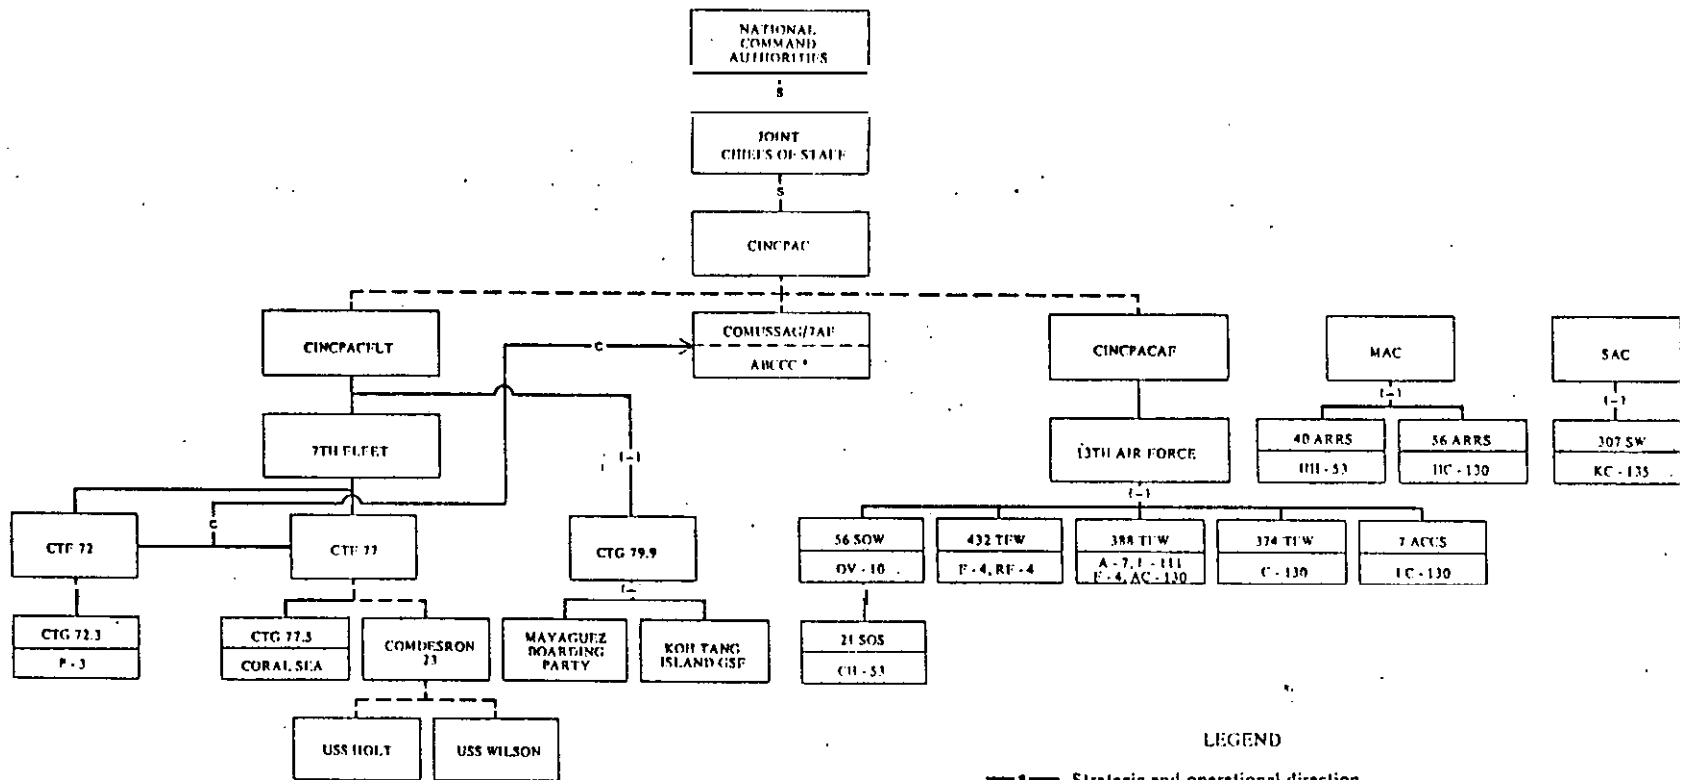 NATIONAL
COMMAND
AUTHORITIES
S
JOINT
CHIEFS OF STAFF
S
CINCPAC
CINCPACFLT
COMUSSAG/7AF
ABCCC *
CINCPACAF
MAC
SAC
C
(-)
(-)
7TH FLEET
(-)
13TH AIR FORCE
40 ARRS
HH - 53
56 ARRS
HC - 130
307 SW
KC - 135
(-)
C
CTF 72
CTF 77
CTG 79.9
56 SOW
OV - 10
432 TFW
F - 4, RF - 4
388 TFW
A - 7, F - 111
F - 4, AC - 130
374 TFW
C - 130
7 ACCS
EC - 130
(-)
CTG 72.3
P - 3
CTG 77.5
CORAL SEA
COMDESRON
23
MAYAGUEZ
BOARDING
PARTY
KOH TANG
ISLAND GSF
21 SOS
CH - 53
USS HOLT
USS WILSON
LEGEND
S Strategic and operational direction